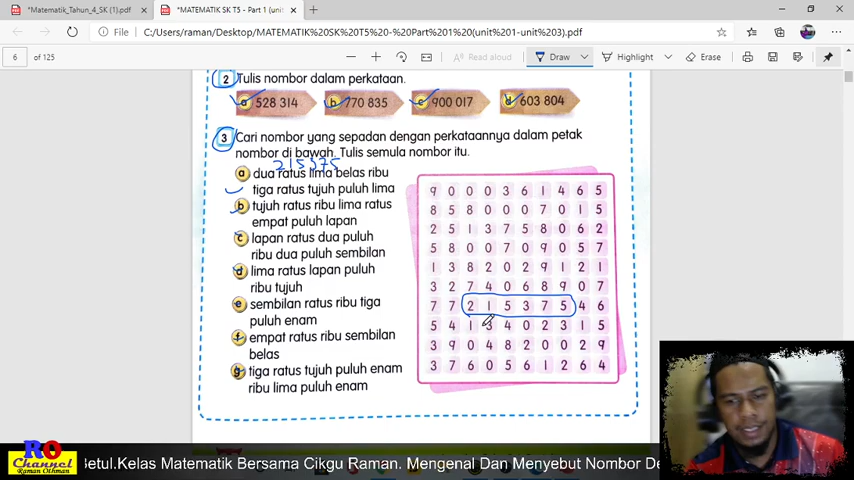 *Matematik_Tahun_4_SK (1).pdf
*MATEMATIK SK T5 - Part 1 (unit
File
C:/Users/raman/Desktop/MATEMATIK%20SK%20T5%20-%20Part%201%20(unit%201-unit%203).pdf
6 of 125
Read aloud
Draw
Highlight
Erase
2 Tulis nombor dalam perkataan.
a 528 314
b 770 835
c 900 017
d 603 804
3 Cari nombor yang sepadan dengan perkataannya dalam petak
nombor di bawah. Tulis semula nombor itu.
215375
a dua ratus lima belas ribu
tiga ratus tujuh puluh lima
b tujuh ratus ribu lima ratus
empat puluh lapan
c lapan ratus dua puluh
ribu dua puluh sembilan
d lima ratus lapan puluh
ribu tujuh
e sembilan ratus ribu tiga
puluh enam
f empat ratus ribu sembilan
belas
g tiga ratus tujuh puluh enam
ribu lima puluh enam
9 0 0 0 3 6 1 4 6 5
8 5 8 0 0 0 7 0 1 5
2 5 1 3 7 5 8 0 6 2
5 8 0 0 7 0 9 0 5 7
1 3 8 2 0 2 9 1 2 1
3 2 7 4 0 6 8 9 0 7
7 7 2 1 5 3 7 5 4 6
5 4 1 3 4 0 2 3 1 5
3 9 0 4 8 2 0 0 2 9
3 7 6 0 5 6 1 2 6 4
RO
Channel
Raman Othman
Betul.Kelas Matematik Bersama Cikgu Raman. Mengenal Dan Menyebut Nombor De